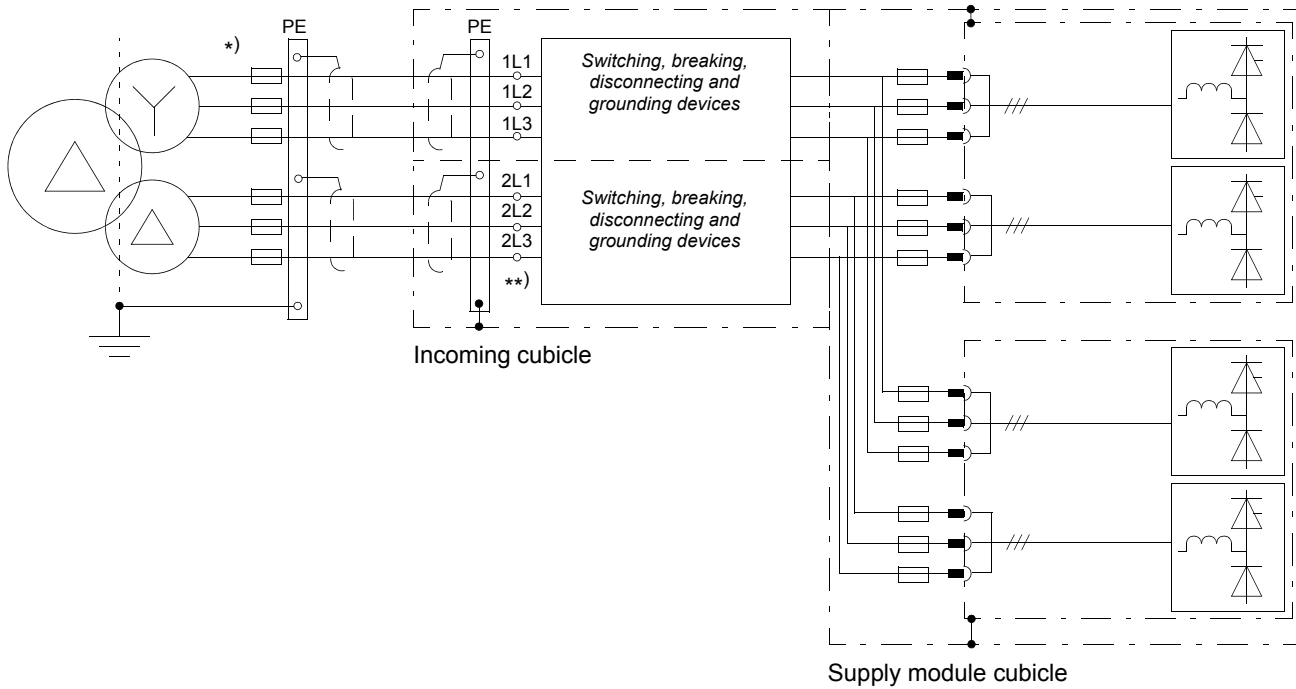 PE
PE
*)
1L1
1L2
1L3
Switching, breaking,
disconnecting and
grounding devices
2L1
2L2
2L3
**)
Switching, breaking,
disconnecting and
grounding devices
Incoming cubicle
Supply module cubicle